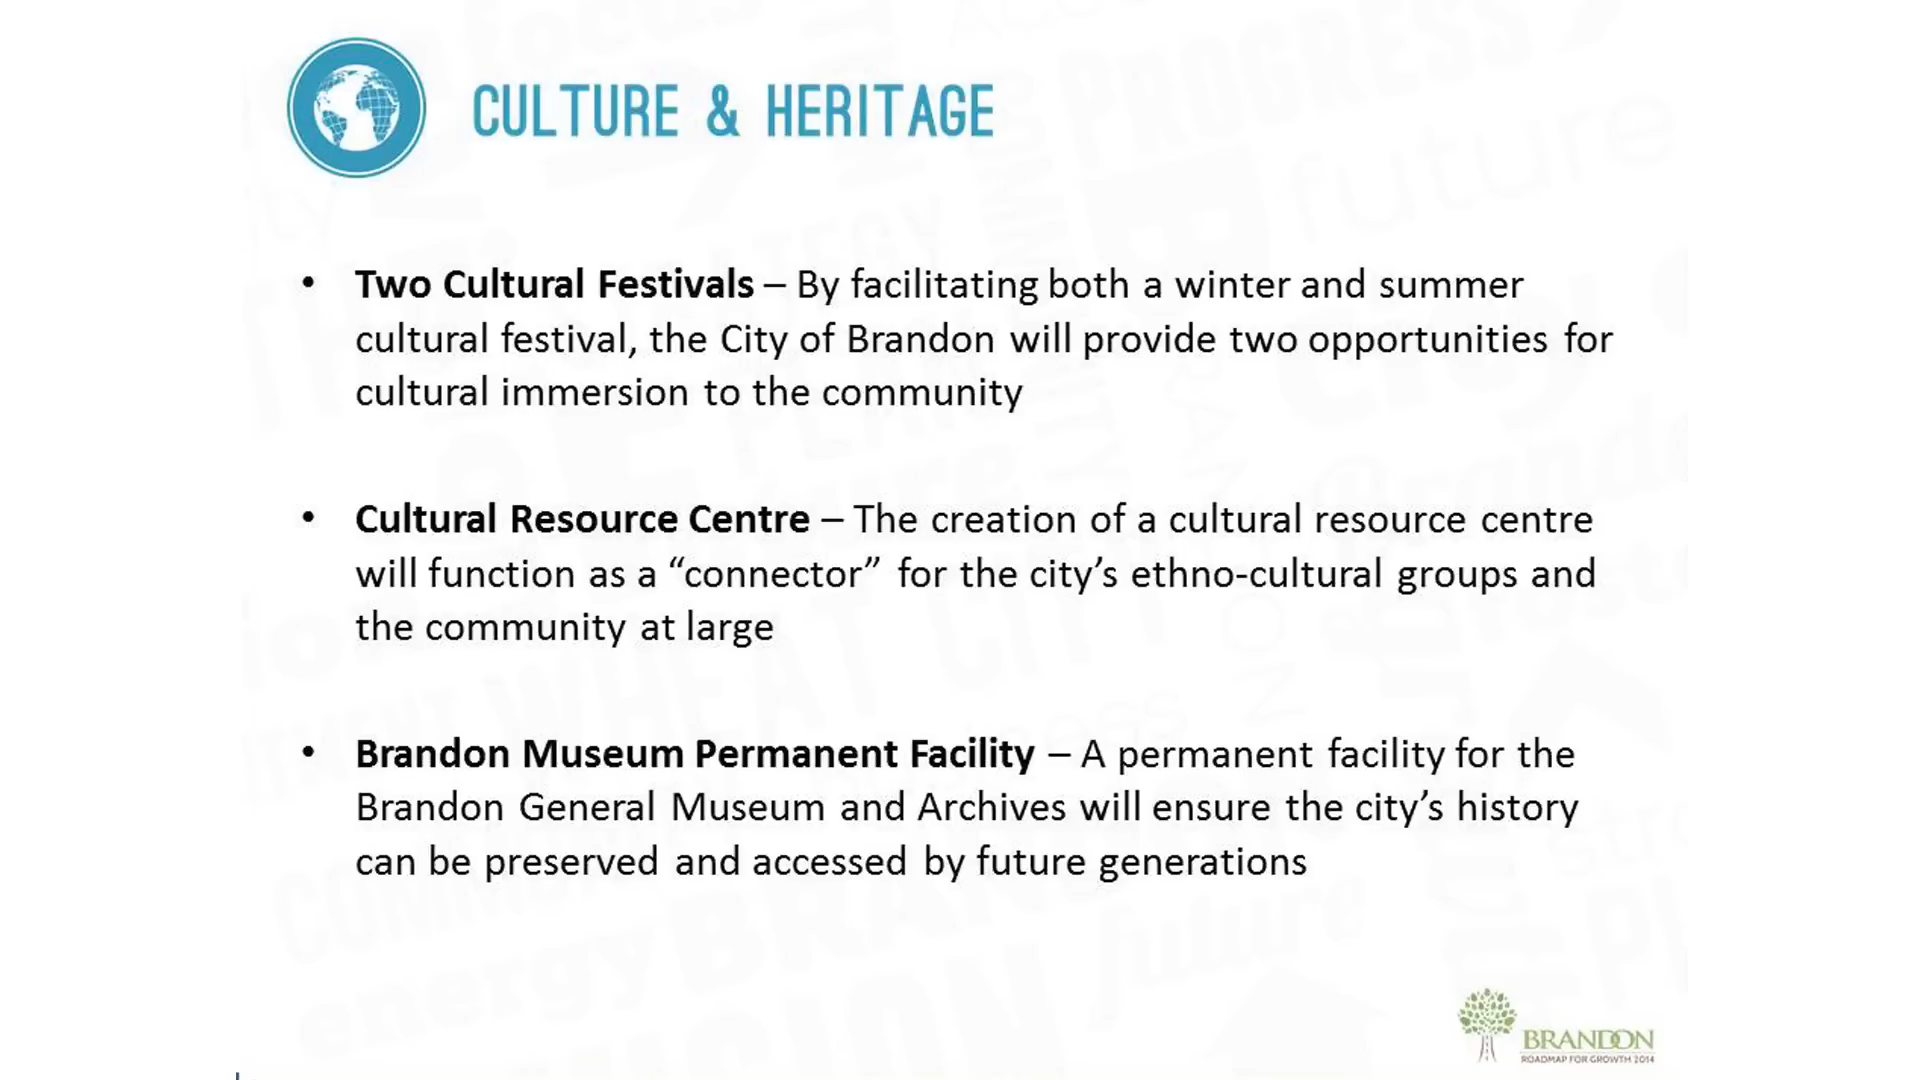 CULTURE & HERITAGE
• Two Cultural Festivals – By facilitating both a winter and summer
cultural festival, the City of Brandon will provide two opportunities for
cultural immersion to the community
• Cultural Resource Centre – The creation of a cultural resource centre
will function as a “connector” for the city’s ethno-cultural groups and
the community at large
• Brandon Museum Permanent Facility – A permanent facility for the
Brandon General Museum and Archives will ensure the city’s history
can be preserved and accessed by future generations
BRANDON
ROADMAP FOR GROWTH 2014